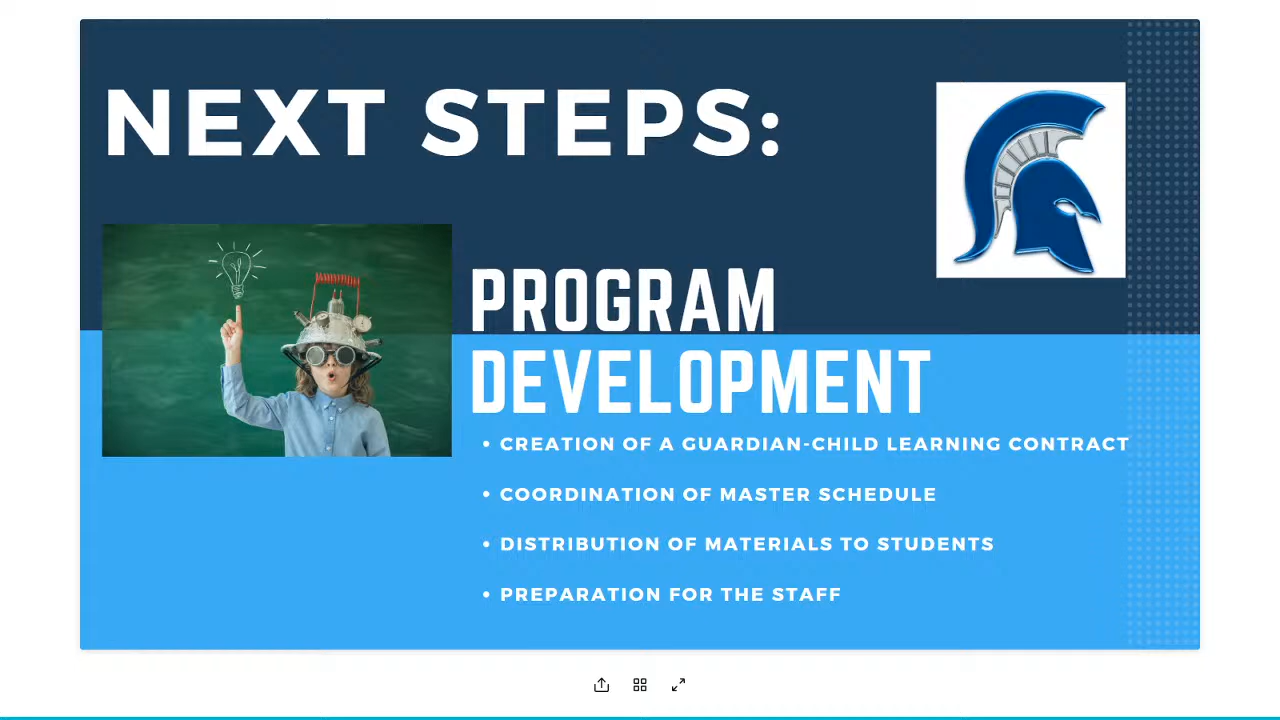 NEXT STEPS:
PROGRAM
DEVELOPMENT
• CREATION OF A GUARDIAN-CHILD LEARNING CONTRACT
• COORDINATION OF MASTER SCHEDULE
• DISTRIBUTION OF MATERIALS TO STUDENTS
• PREPARATION FOR THE STAFF